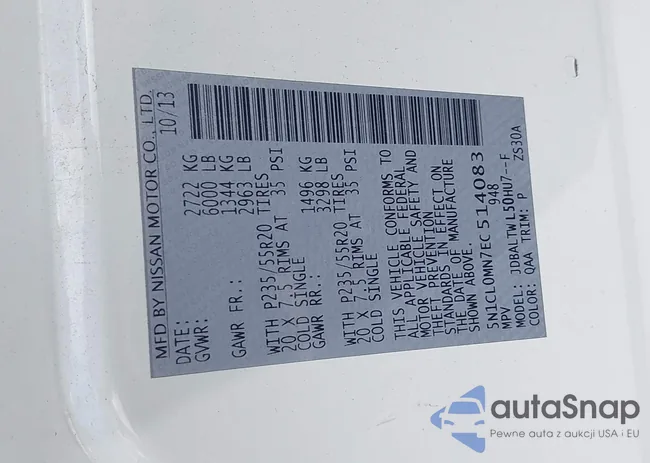 MFD BY NISSAN MOTOR CO., LTD.
DATE: 10/13
GVWR: 2722 KG
6000 LB
GAWR FR.: 1344 KG
2963 LB
WITH P235/55R20 TIRES
20 X 7.5 RIMS AT 35 PSI
COLD SINGLE
GAWR RR.: 1496 KG
3298 LB
WITH P235/55R20 TIRES
20 X 7.5 RIMS AT 35 PSI
COLD SINGLE
THIS VEHICLE CONFORMS TO
ALL APPLICABLE FEDERAL
MOTOR VEHICLE SAFETY AND
THEFT PREVENTION
STANDARDS IN EFFECT ON
THE DATE OF MANUFACTURE
SHOWN ABOVE.
5N1CL0MN7EC514083
MPV 948
MODEL: JDBALTWL50HU7--F
COLOR: QAA TRIM: P ZS30A
autaSnap
Pewne auta z aukcji USA i EU